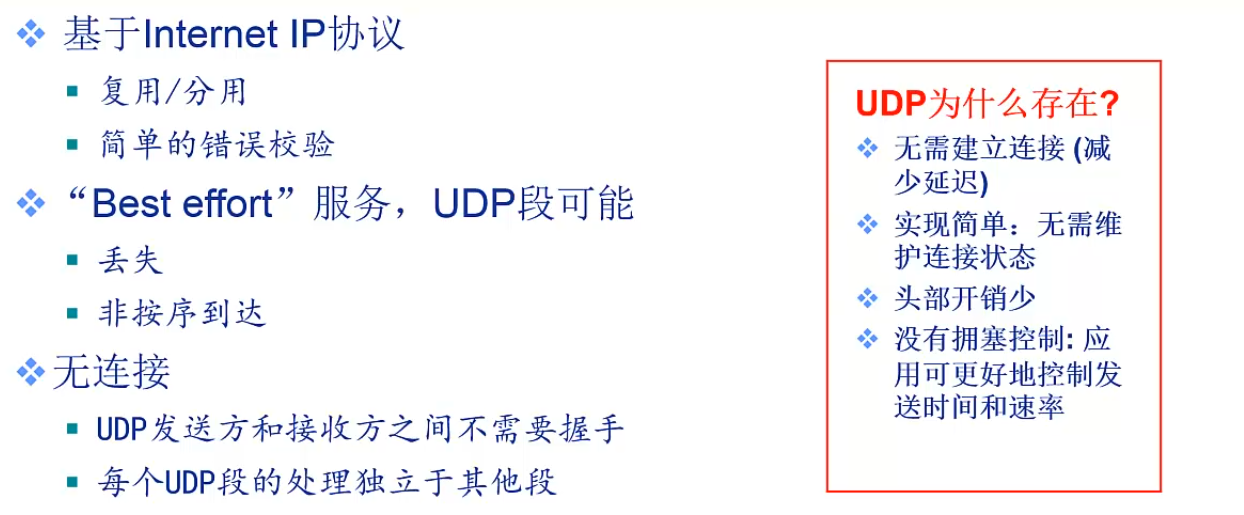 基于Internet IP协议
复用/分用
简单的错误校验
“Best effort”服务，UDP段可能
丢失
非按序到达
无连接
UDP发送方和接收方之间不需要握手
每个UDP段的处理独立于其他段
UDP为什么存在?
无需建立连接 (减
少延迟)
实现简单：无需维
护连接状态
头部开销少
没有拥塞控制: 应
用可更好地控制发
送时间和速率